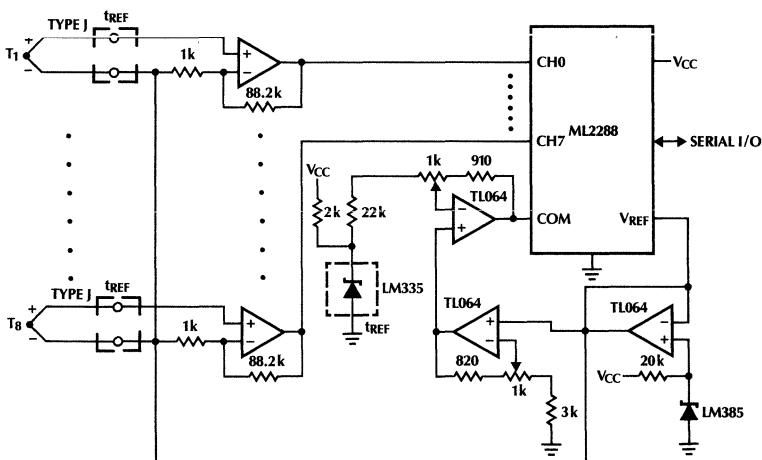 TYPE J
tREF
+
T1
−
1k
+
−
88.2k
CH0
VCC
CH7
ML2288
SERIAL I/O
1k
910
VCC
TL064
2k
22k
−
+
COM
VREF
TYPE J
tREF
LM335
TL064
TL064
+
T8
−
1k
+
−
88.2k
tREF
+
−
−
+
820
1k
VCC
20k
3k
LM385